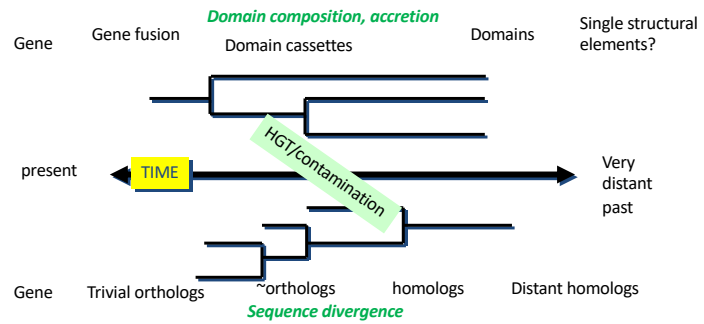 Domain composition, accretion
Gene Gene fusion Domain cassettes Domains Single structural
elements?
HGT/contamination
present TIME Very
distant
past
Gene Trivial orthologs ~orthologs homologs Distant homologs
Sequence divergence